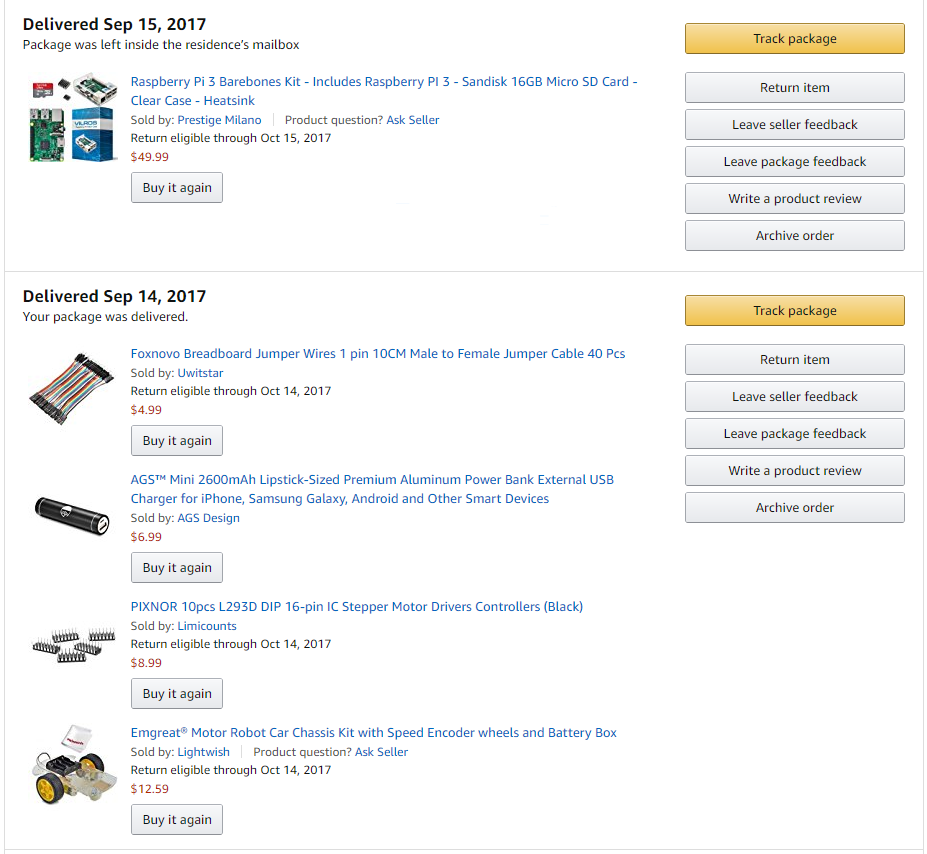 Delivered Sep 15, 2017
Package was left inside the residence's mailbox
Track package
Return item
Leave seller feedback
Leave package feedback
Write a product review
Archive order
VILROS
Raspberry Pi 3 Barebones Kit - Includes Raspberry PI 3 - Sandisk 16GB Micro SD Card -
Clear Case - Heatsink
Sold by: Prestige Milano
Product question? Ask Seller
Return eligible through Oct 15, 2017
$49.99
Buy it again
Delivered Sep 14, 2017
Your package was delivered.
Track package
Return item
Leave seller feedback
Leave package feedback
Write a product review
Archive order
Foxnovo Breadboard Jumper Wires 1 pin 10CM Male to Female Jumper Cable 40 Pcs
Sold by: Uwitstar
Return eligible through Oct 14, 2017
$4.99
Buy it again
AGS™ Mini 2600mAh Lipstick-Sized Premium Aluminum Power Bank External USB
Charger for iPhone, Samsung Galaxy, Android and Other Smart Devices
Sold by: AGS Design
$6.99
Buy it again
PIXNOR 10pcs L293D DIP 16-pin IC Stepper Motor Drivers Controllers (Black)
Sold by: Limicounts
Return eligible through Oct 14, 2017
$8.99
Buy it again
Emgreat® Motor Robot Car Chassis Kit with Speed Encoder wheels and Battery Box
Sold by: Lightwish
Product question? Ask Seller
Return eligible through Oct 14, 2017
$12.59
Buy it again